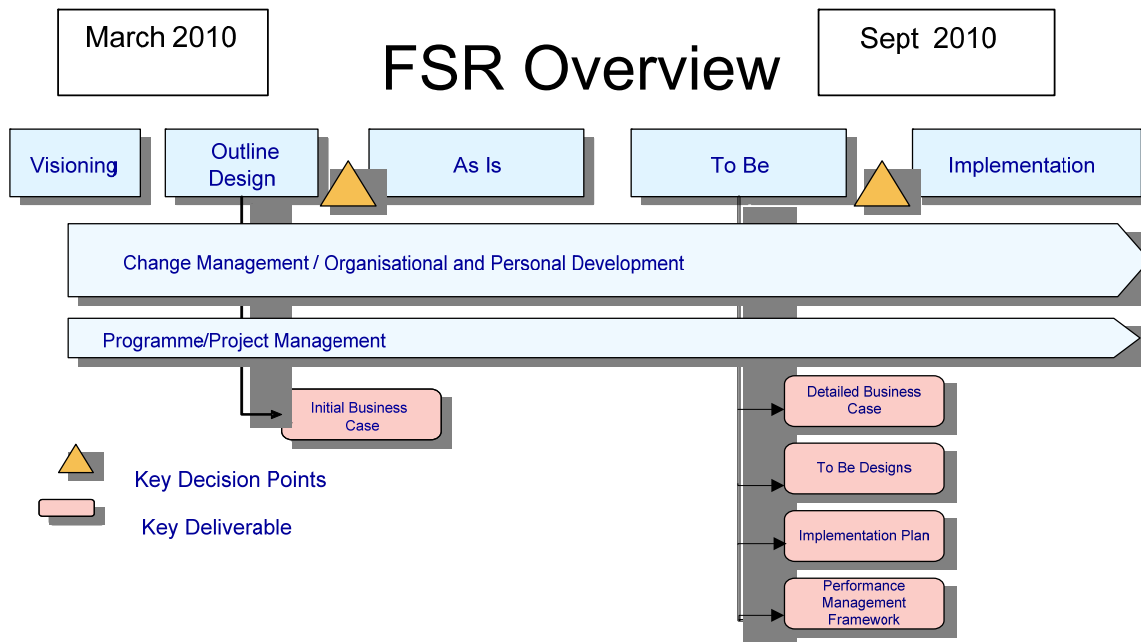 March 2010
FSR Overview
Sept 2010
Visioning
Outline
Design
As Is
To Be
Implementation
Change Management / Organisational and Personal Development
Programme/Project Management
Initial Business
Case
Detailed Business
Case
To Be Designs
Implementation Plan
Performance
Management
Framework
Key Decision Points
Key Deliverable